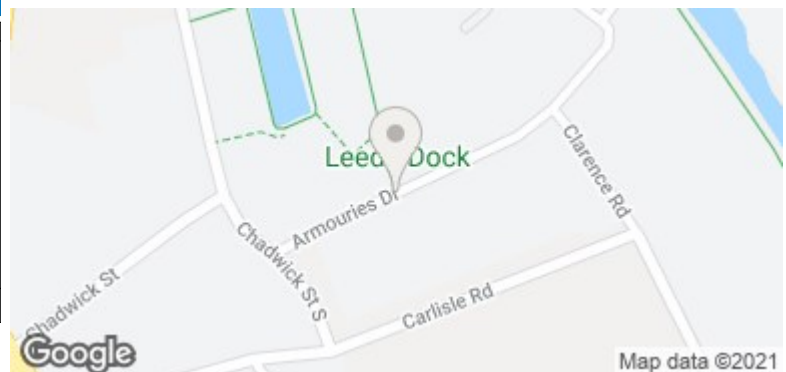 Leeds Dock
Clarence Rd
Armouries Dr
Chadwick St
Chadwick St S
Carlisle Rd
Google
Map data ©2021